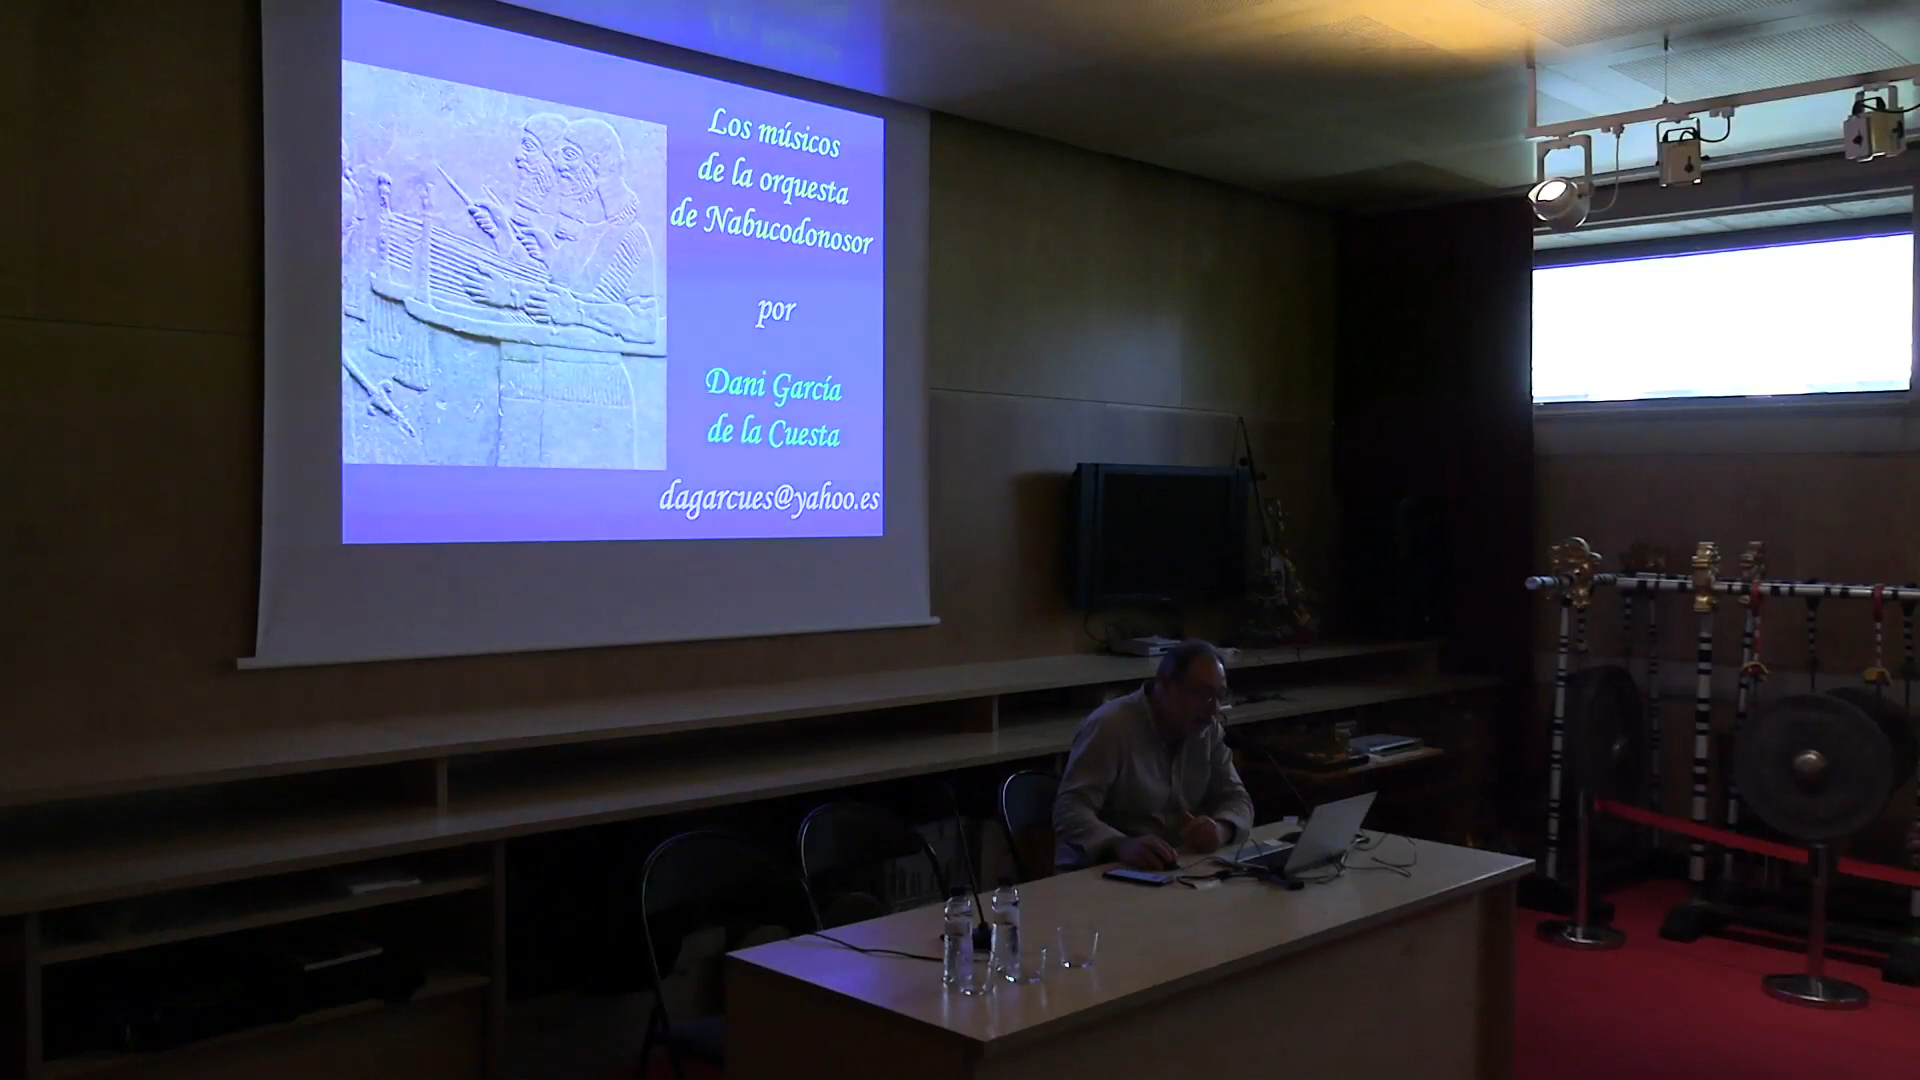 Los músicos
de la orquesta
de Nabucodonosor
por
Dani García
de la Cuesta
dagarcues@yahoo.es